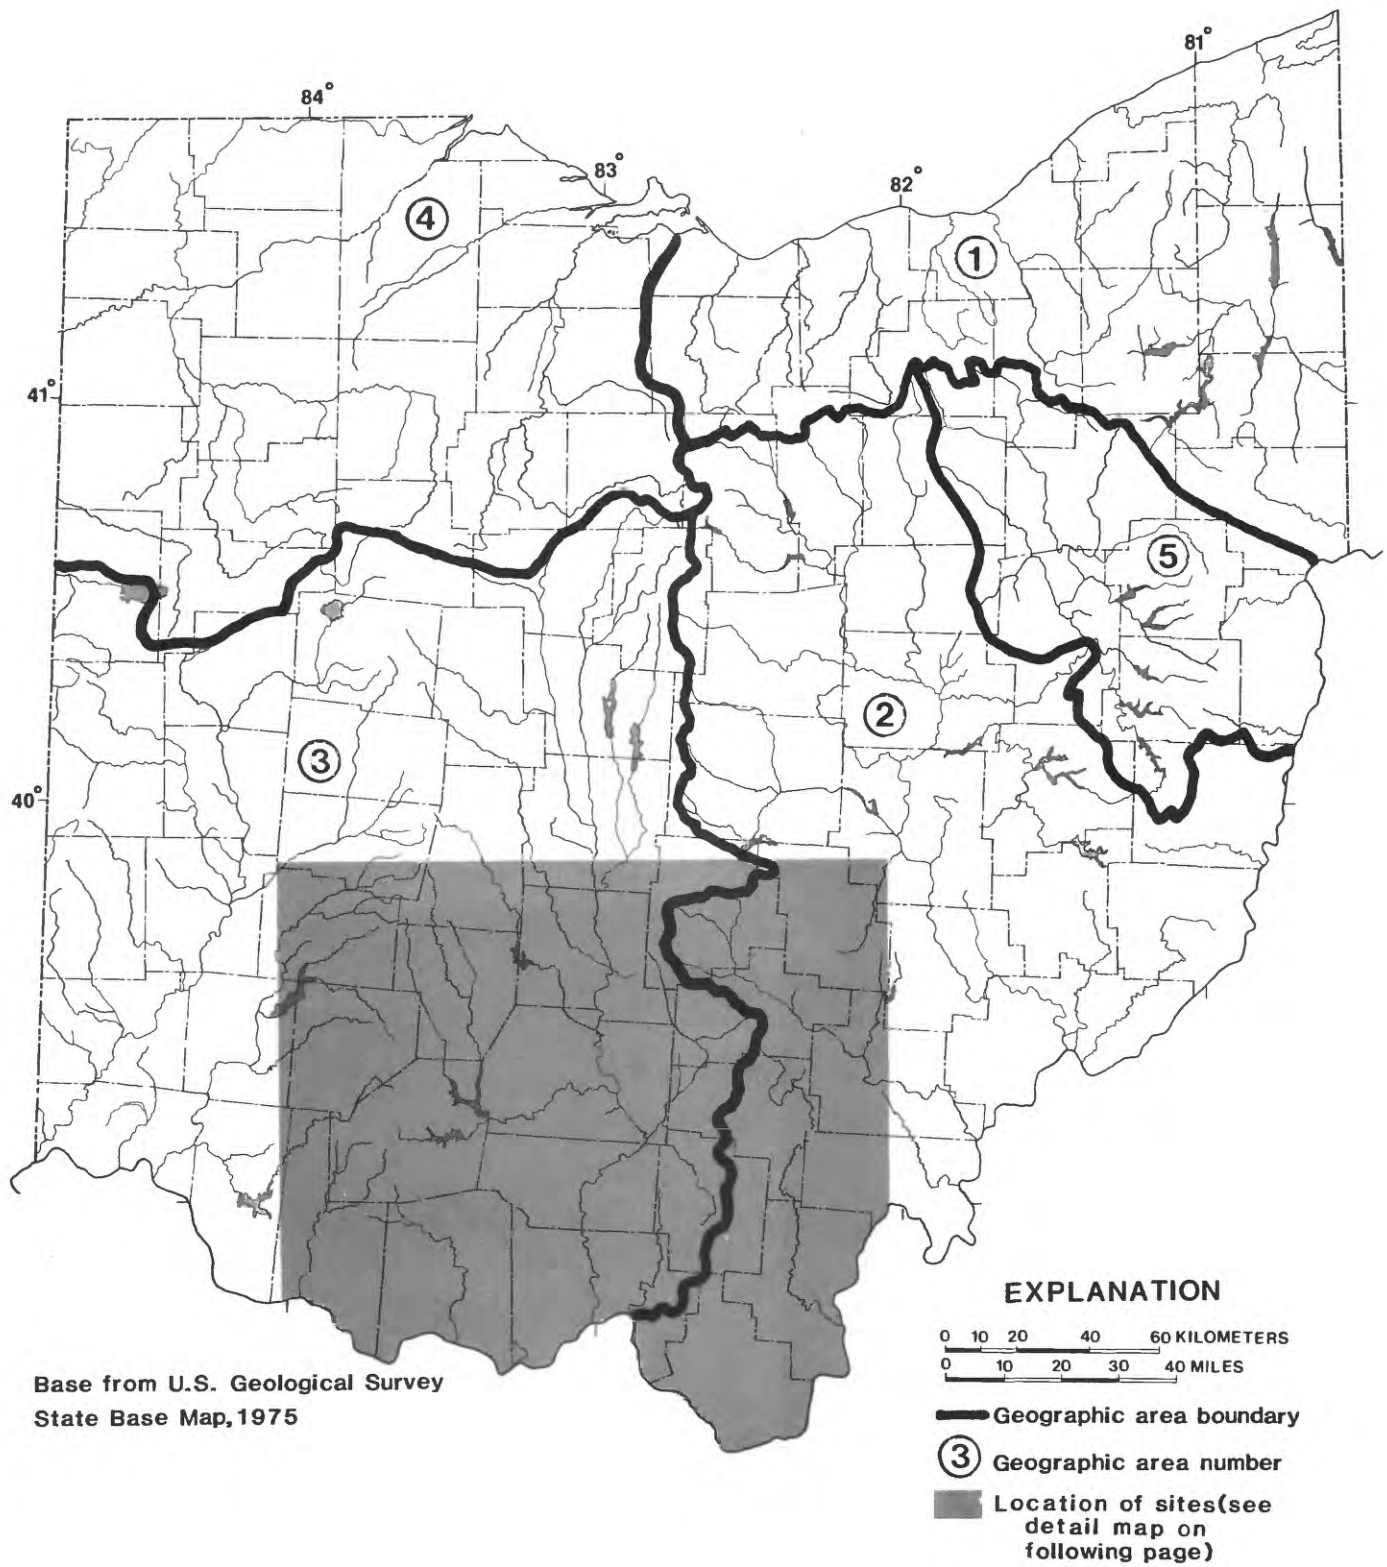 81°
84°
83°
82°
4
1
41°
5
2
3
40°
EXPLANATION
0 10 20 40 60 KILOMETERS
0 10 20 30 40 MILES
Base from U.S. Geological Survey
State Base Map, 1975
Geographic area boundary
3 Geographic area number
Location of sites(see
detail map on
following page)